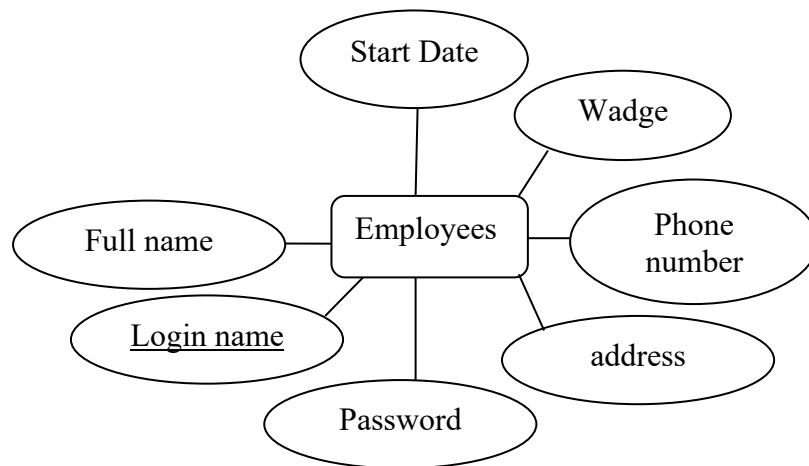 Start Date
Wadge
Employees
Full name
Phone
number
Login name
address
Password